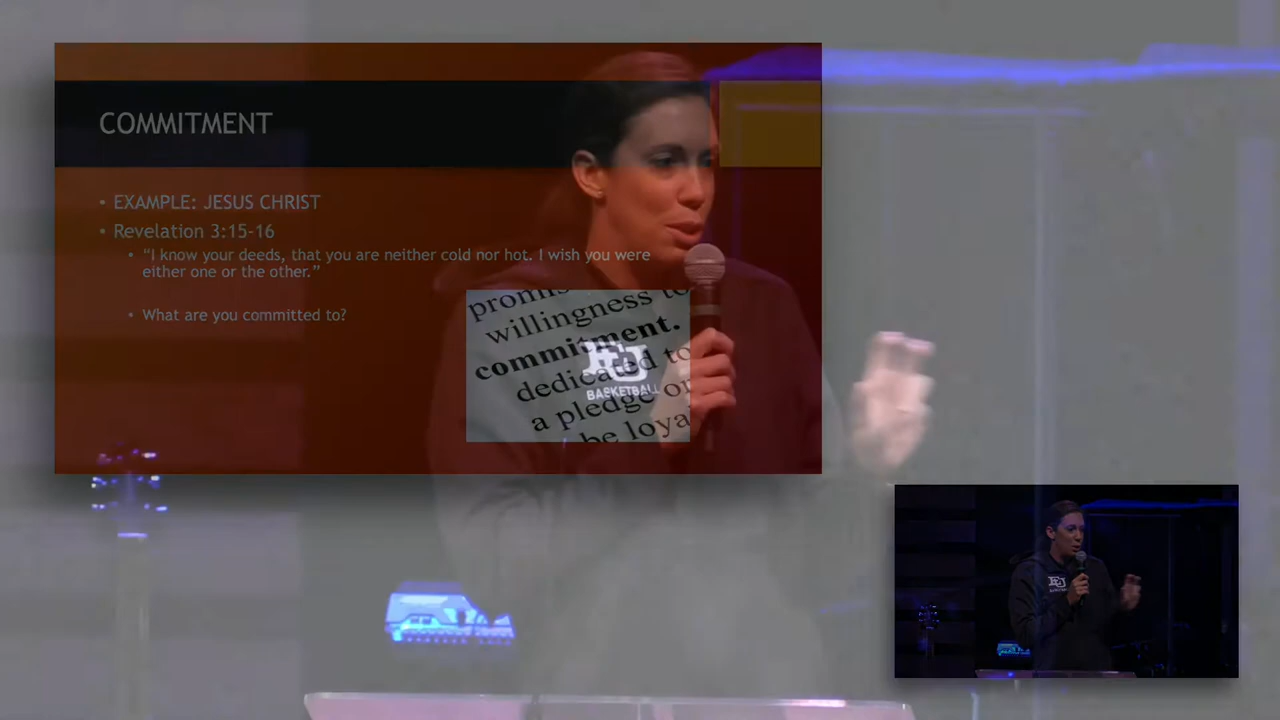 COMMITMENT
• EXAMPLE: JESUS CHRIST
• Revelation 3:15-16
• “I know your deeds, that you are neither cold nor hot. I wish you were
either one or the other.”
• What are you committed to?
willingness to
commitment.
dedicated to
a pledge or
be loya
BASKETBALL